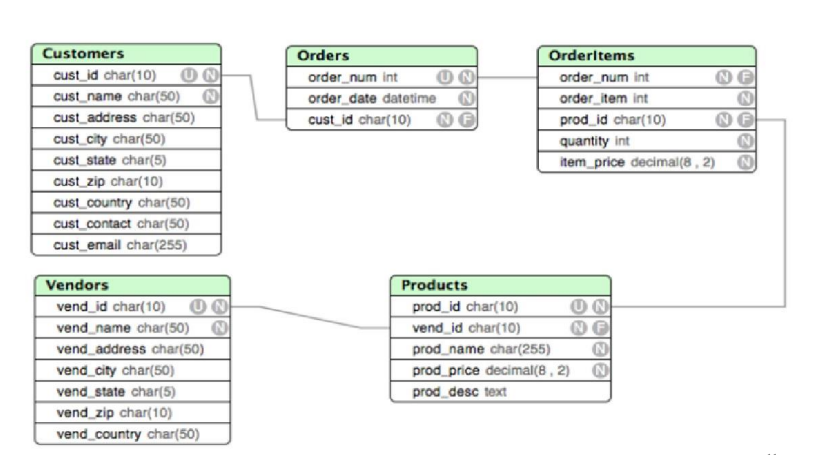 Customers
cust_id char(10) U N
cust_name char(50) N
cust_address char(50)
cust_city char(50)
cust_state char(5)
cust_zip char(10)
cust_country char(50)
cust_contact char(50)
cust_email char(255)
Orders
order_num int U N
order_date datetime N
cust_id char(10) N F
OrderItems
order_num int N F
order_item int N
prod_id char(10) N F
quantity int N
item_price decimal(8 , 2) N
Vendors
vend_id char(10) U N
vend_name char(50) N
vend_address char(50)
vend_city char(50)
vend_state char(5)
vend_zip char(10)
vend_country char(50)
Products
prod_id char(10) U N
vend_id char(10) N F
prod_name char(255) N
prod_price decimal(8 , 2) N
prod_desc text